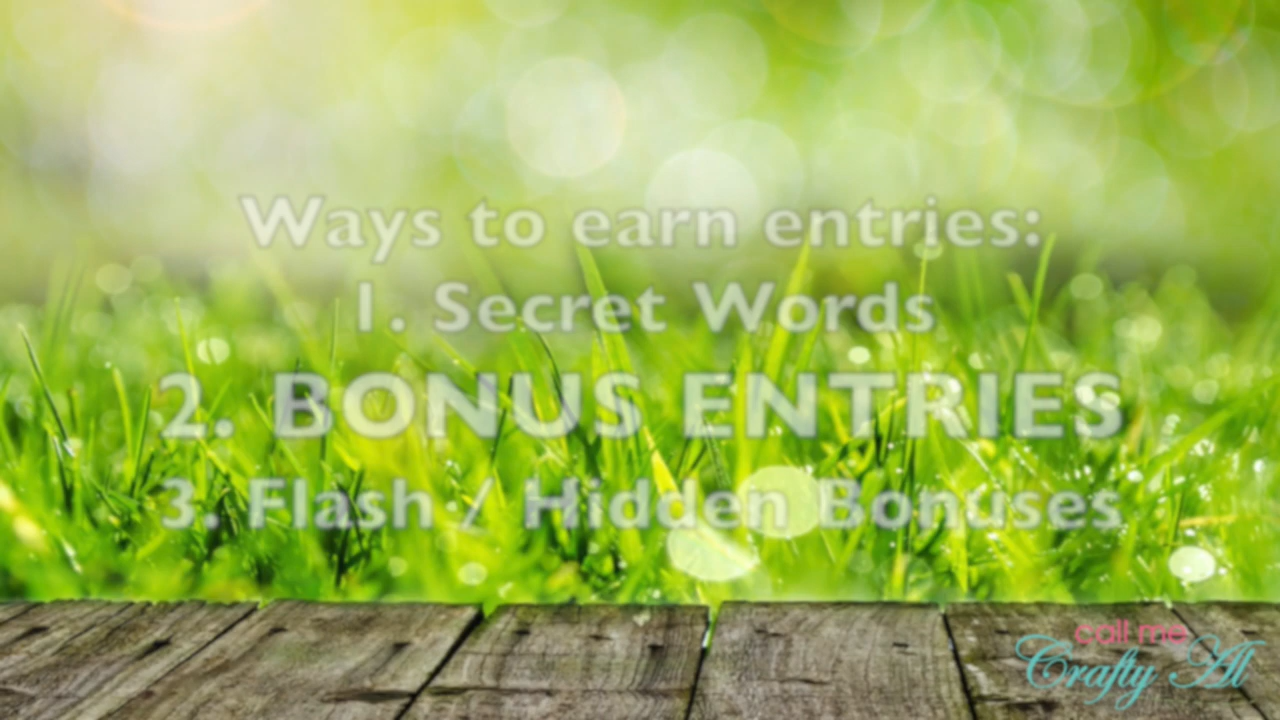 Ways to earn entries:
1. Secret Words
2. BONUS ENTRIES
3. Flash / Hidden Bonuses
call me
Crafty Al